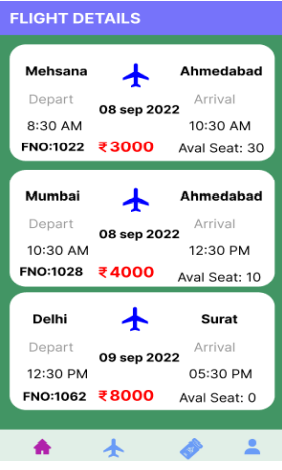 FLIGHT DETAILS
Mehsana Ahmedabad
Depart Arrival
08 sep 2022
8:30 AM 10:30 AM
FNO:1022 ₹3000 Aval Seat: 30
Mumbai Ahmedabad
Depart Arrival
08 sep 2022
10:30 AM 12:30 PM
FNO:1028 ₹4000 Aval Seat: 10
Delhi Surat
Depart Arrival
09 sep 2022
12:30 PM 05:30 PM
FNO:1062 ₹8000 Aval Seat: 0